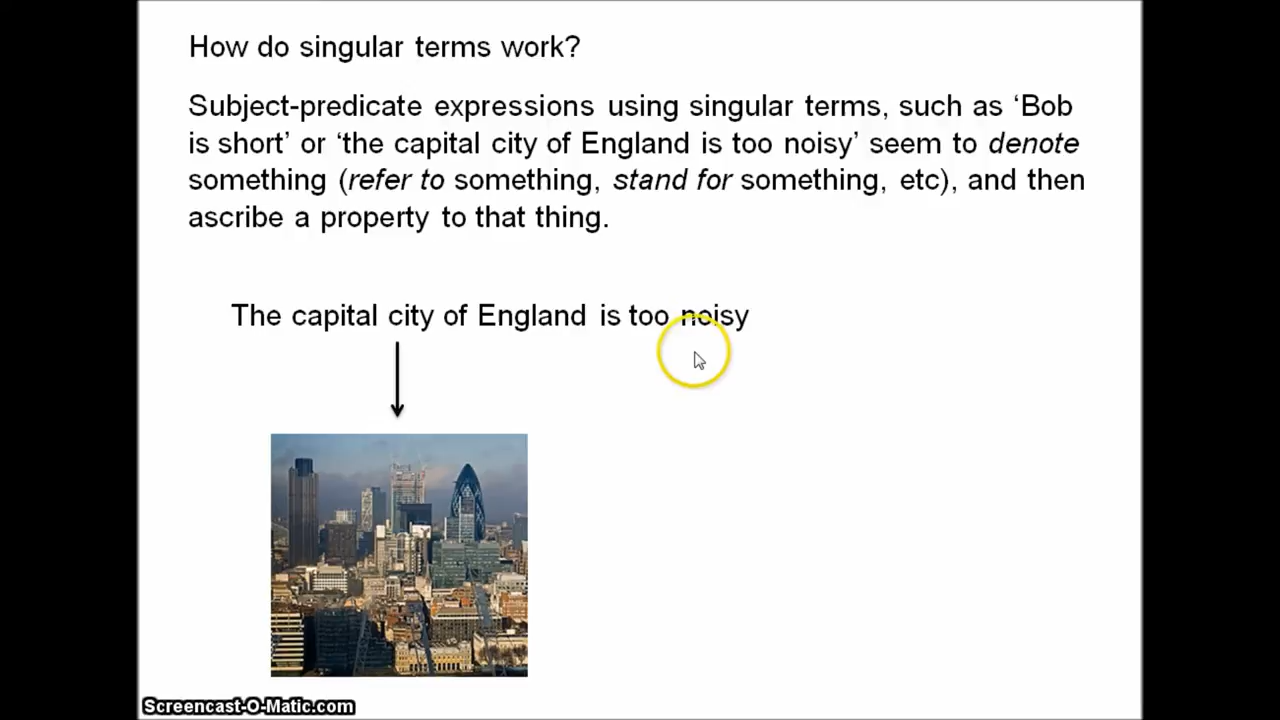 How do singular terms work?
Subject-predicate expressions using singular terms, such as ‘Bob
is short’ or ‘the capital city of England is too noisy’ seem to denote
something (refer to something, stand for something, etc), and then
ascribe a property to that thing.
The capital city of England is too noisy
Screencast-O-Matic.com